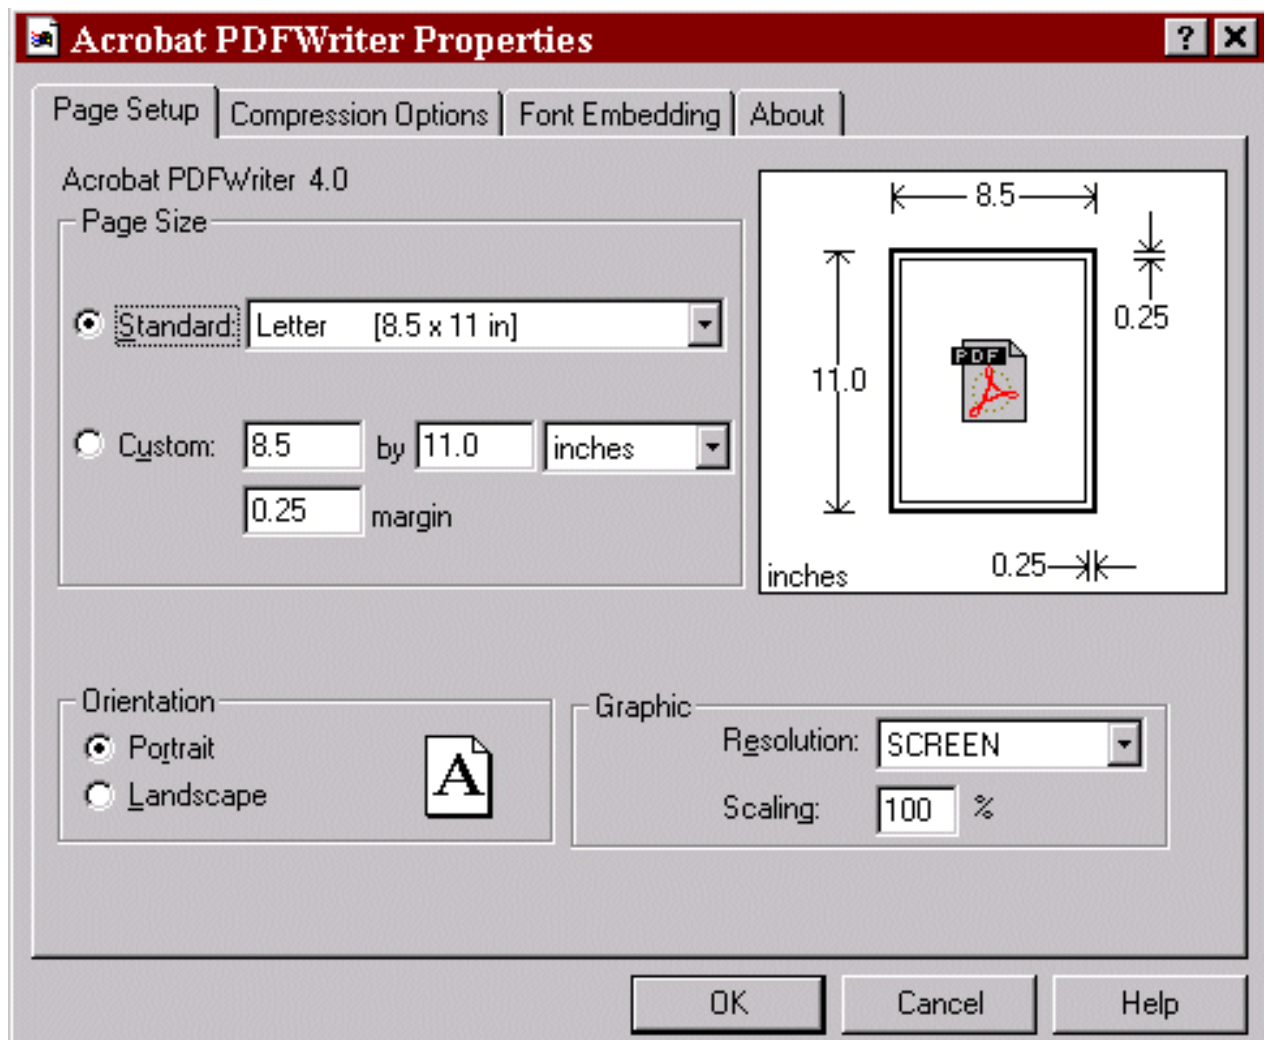 Acrobat PDFWriter Properties
? X
Page Setup Compression Options Font Embedding About
Acrobat PDFWriter 4.0
Page Size
Standard: Letter [8.5 x 11 in]
Custom: 8.5 by 11.0 inches
0.25 margin
8.5
0.25
11.0
PDF
0.25
inches
Orientation
Portrait
Landscape
A
Graphic
Resolution: SCREEN
Scaling: 100 %
OK Cancel Help